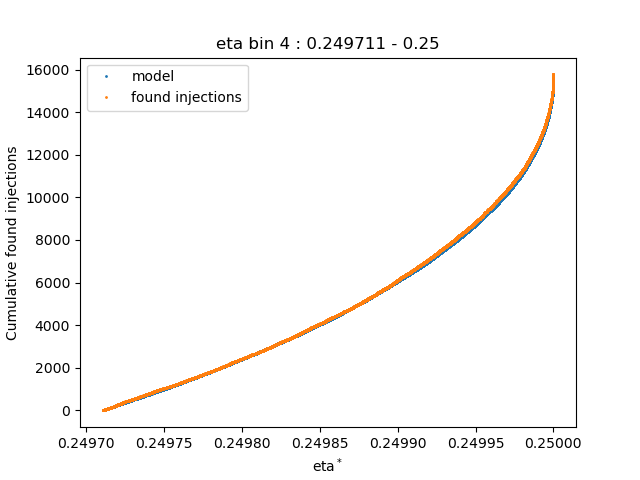 eta bin 4 : 0.249711 - 0.25
model
found injections
Cumulative found injections
16000
14000
12000
10000
8000
6000
4000
2000
0
0.24970 0.24975 0.24980 0.24985 0.24990 0.24995 0.25000
eta*